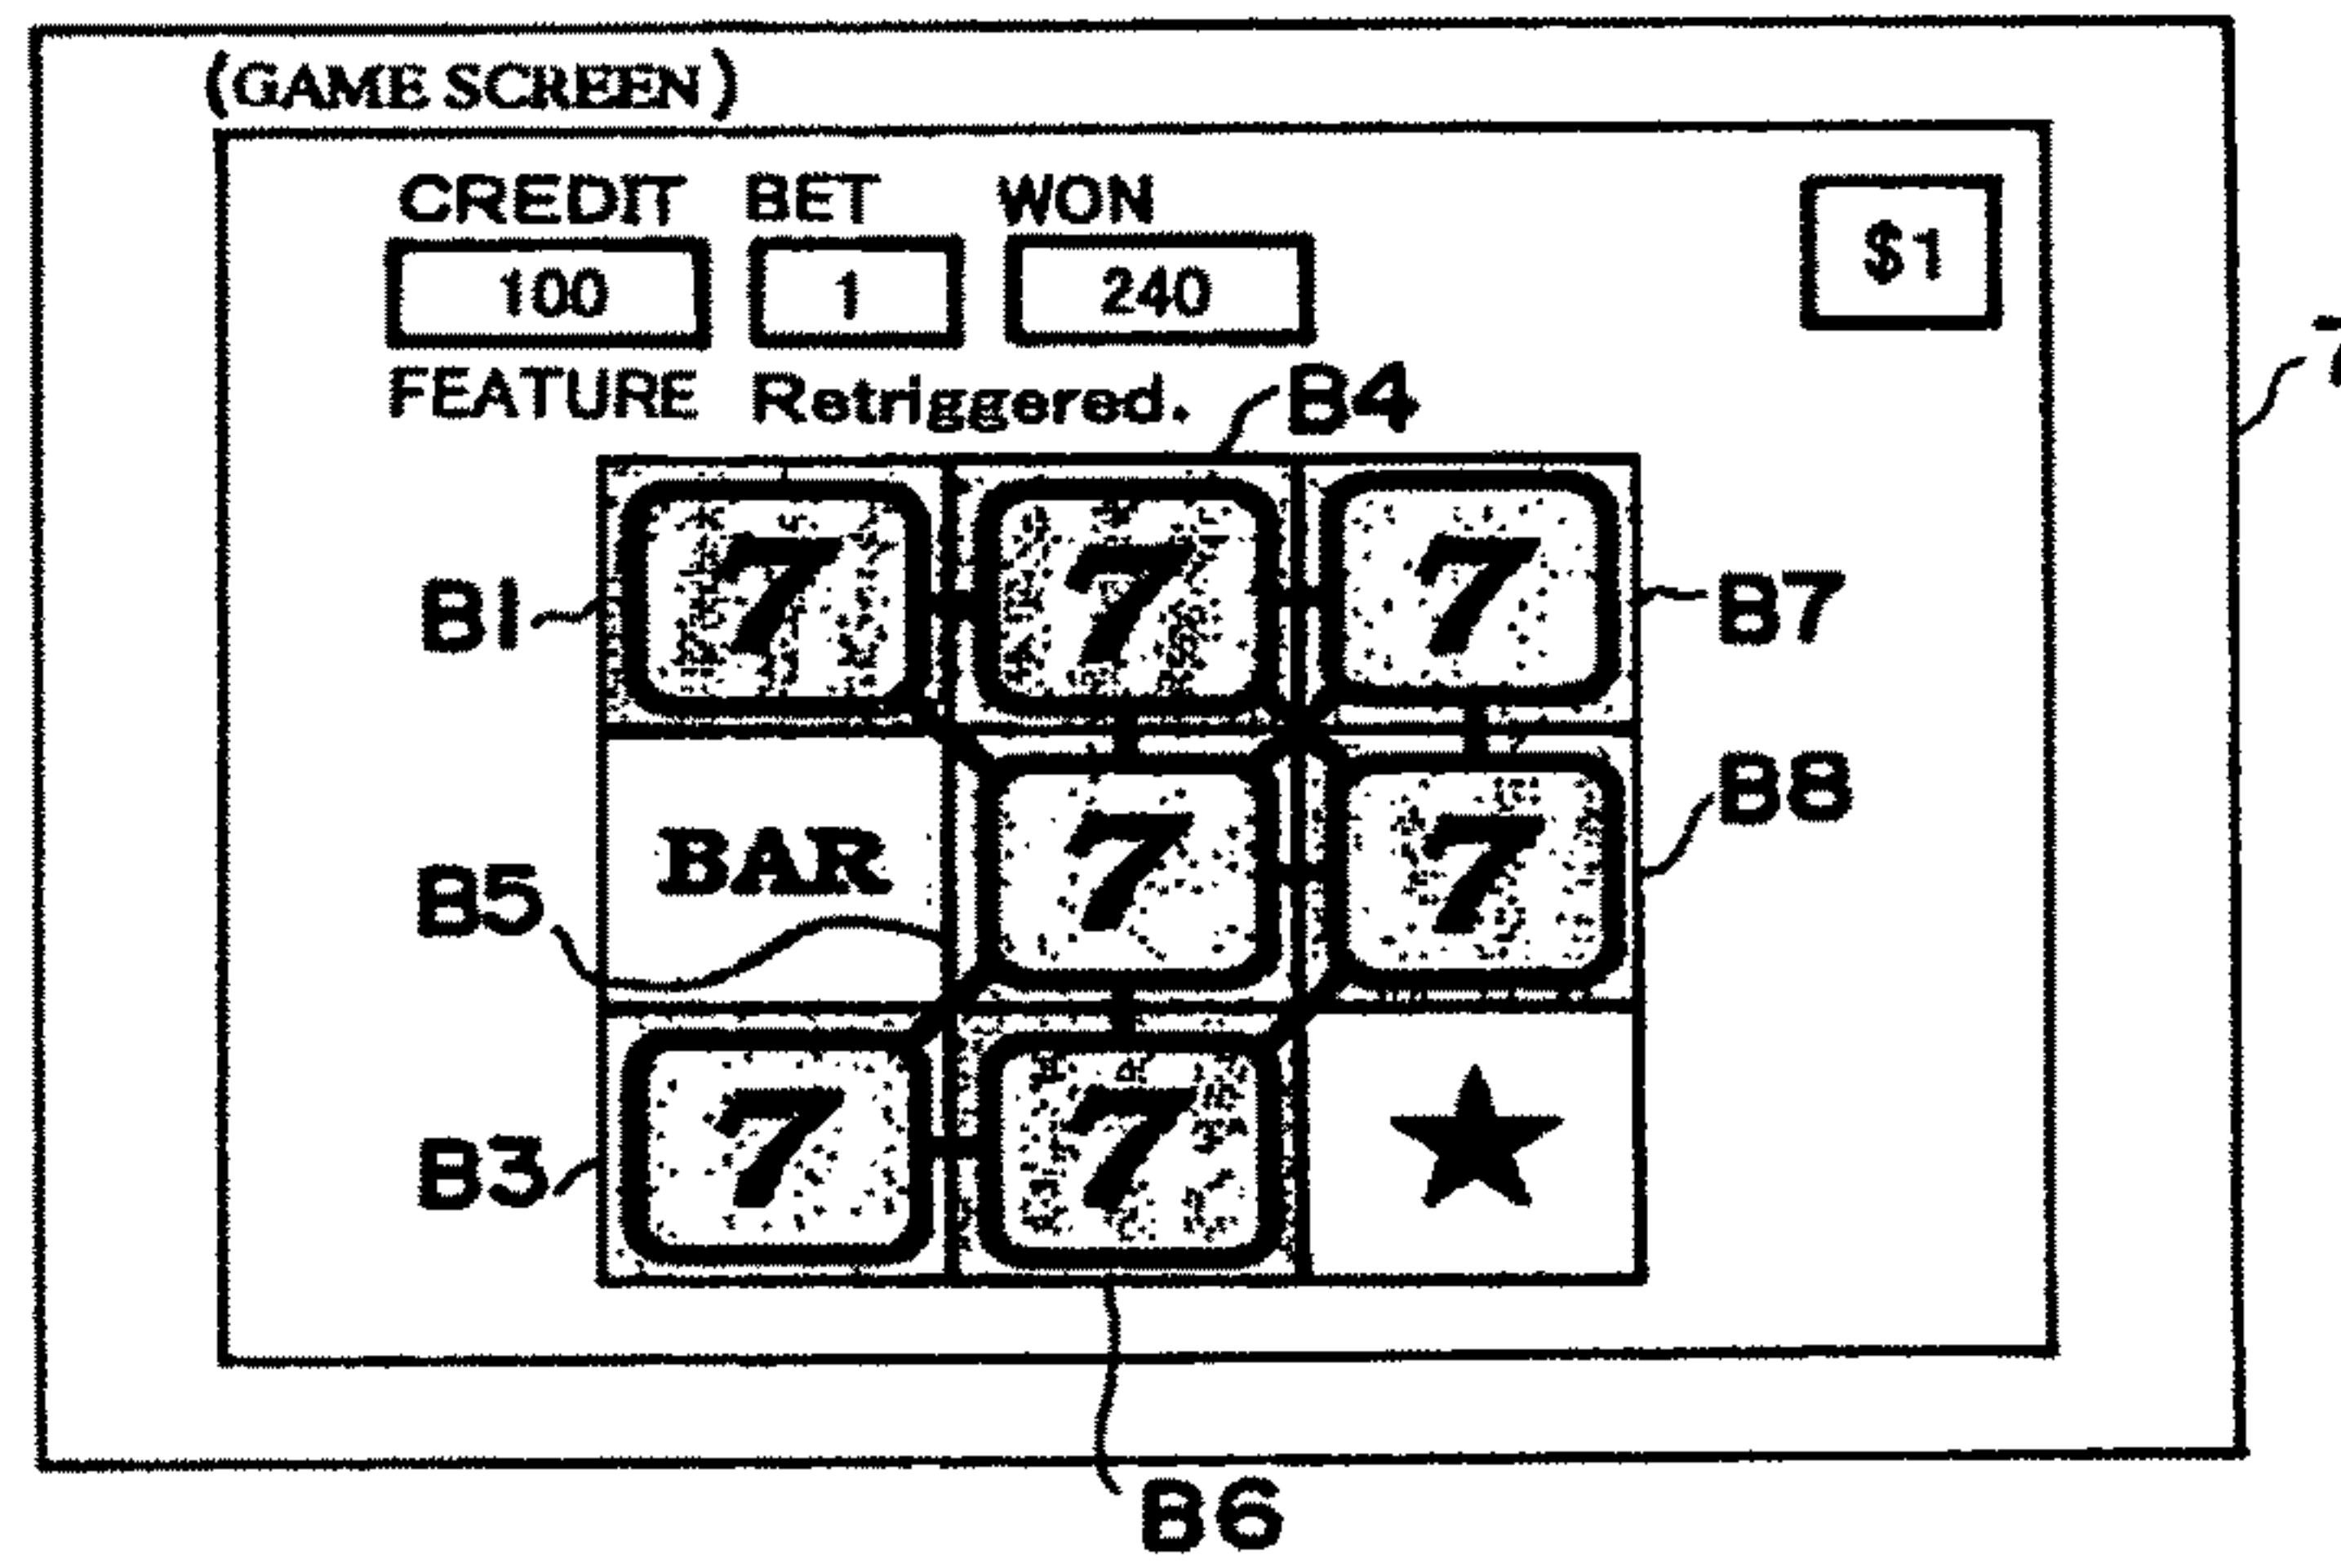 (GAME SCREEN)
CREDIT BET WON
100 1 240 $1
FEATURE Retriggered.
B4
7 7 7
B1 B7
BAR 7 7
B8
B5
7 7
B3
B6